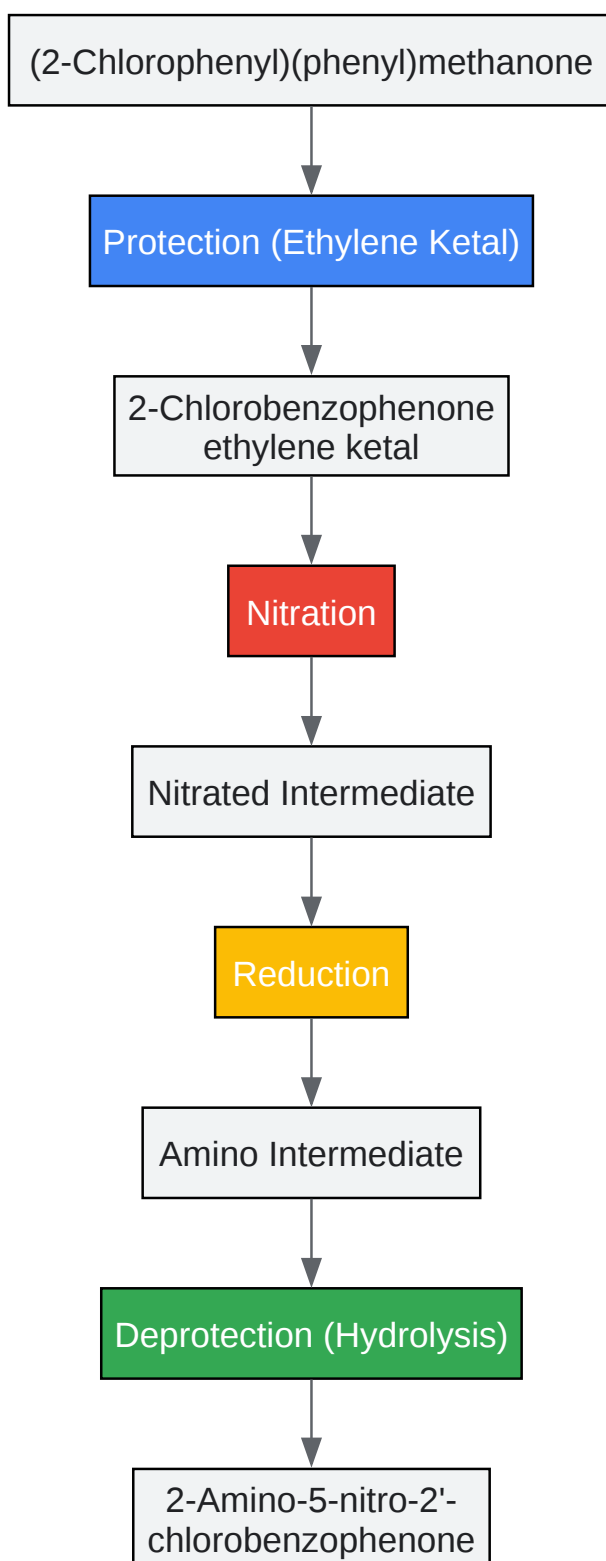 (2-Chlorophenyl)(phenyl)methanone
Protection (Ethylene Ketal)
2-Chlorobenzophenone
ethylene ketal
Nitration
Nitrated Intermediate
Reduction
Amino Intermediate
Deprotection (Hydrolysis)
2-Amino-5-nitro-2'-
chlorobenzophenone